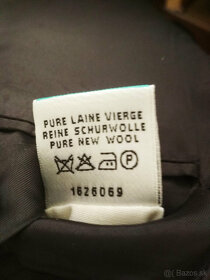 PURE LAINE VIERGE
REINE SCHURWOLLE
PURE NEW WOOL
P
1626069
Bazos.sk